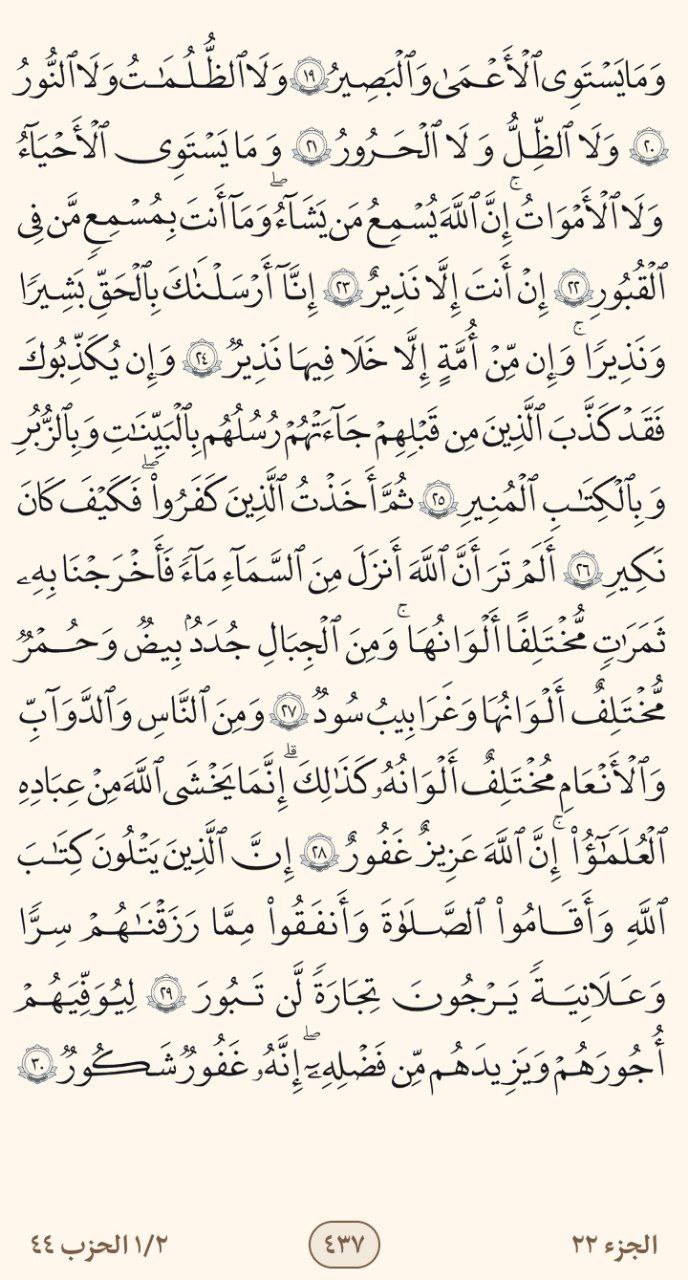 وَمَا يَسْتَوِى ٱلْأَعْمَىٰ وَٱلْبَصِيرُ ١٩ وَلَا ٱلظُّلُمَـٰتُ وَلَا ٱلنُّورُ
٢٠ وَلَا ٱلظِّلُّ وَلَا ٱلْحَرُورُ ٢١ وَمَا يَسْتَوِى ٱلْأَحْيَآءُ
وَلَا ٱلْأَمْوَٰتُ ۚ إِنَّ ٱللَّهَ يُسْمِعُ مَن يَشَآءُ ۖ وَمَآ أَنتَ بِمُسْمِعٍ مَّن فِى
ٱلْقُبُورِ ٢٢ إِنْ أَنتَ إِلَّا نَذِيرٌ ٢٣ إِنَّآ أَرْسَلْنَـٰكَ بِٱلْحَقِّ بَشِيرًا
وَنَذِيرًا ۚ وَإِن مِّنْ أُمَّةٍ إِلَّا خَلَا فِيهَا نَذِيرٌ ٢٤ وَإِن يُكَذِّبُوكَ
فَقَدْ كَذَّبَ ٱلَّذِينَ مِن قَبْلِهِمْ جَآءَتْهُمْ رُسُلُهُم بِٱلْبَيِّنَـٰتِ وَبِٱلزُّبُرِ
وَبِٱلْكِتَـٰبِ ٱلْمُنِيرِ ٢٥ ثُمَّ أَخَذْتُ ٱلَّذِينَ كَفَرُوا۟ ۖ فَكَيْفَ كَانَ
نَكِيرِ ٢٦ أَلَمْ تَرَ أَنَّ ٱللَّهَ أَنزَلَ مِنَ ٱلسَّمَآءِ مَآءً فَأَخْرَجْنَا بِهِۦ
ثَمَرَٰتٍ مُّخْتَلِفًا أَلْوَٰنُهَا ۚ وَمِنَ ٱلْجِبَالِ جُدَدٌۢ بِيضٌ وَحُمْرٌ
مُّخْتَلِفٌ أَلْوَٰنُهَا وَغَرَابِيبُ سُودٌ ٢٧ وَمِنَ ٱلنَّاسِ وَٱلدَّوَآبِّ
وَٱلْأَنْعَـٰمِ مُخْتَلِفٌ أَلْوَٰنُهُۥ كَذَٰلِكَ ۗ إِنَّمَا يَخْشَى ٱللَّهَ مِنْ عِبَادِهِ
ٱلْعُلَمَـٰٓؤُا۟ ۗ إِنَّ ٱللَّهَ عَزِيزٌ غَفُورٌ ٢٨ إِنَّ ٱلَّذِينَ يَتْلُونَ كِتَـٰبَ
ٱللَّهِ وَأَقَامُوا۟ ٱلصَّلَوٰةَ وَأَنفَقُوا۟ مِمَّا رَزَقْنَـٰهُمْ سِرًّا
وَعَلَانِيَةً يَرْجُونَ تِجَـٰرَةً لَّن تَبُورَ ٢٩ لِيُوَفِّيَهُمْ
أُجُورَهُمْ وَيَزِيدَهُم مِّن فَضْلِهِۦٓ ۚ إِنَّهُۥ غَفُورٌ شَكُورٌ ٣٠
الجزء ٢٢ ٤٣٧ ١/٢ الحزب ٤٤